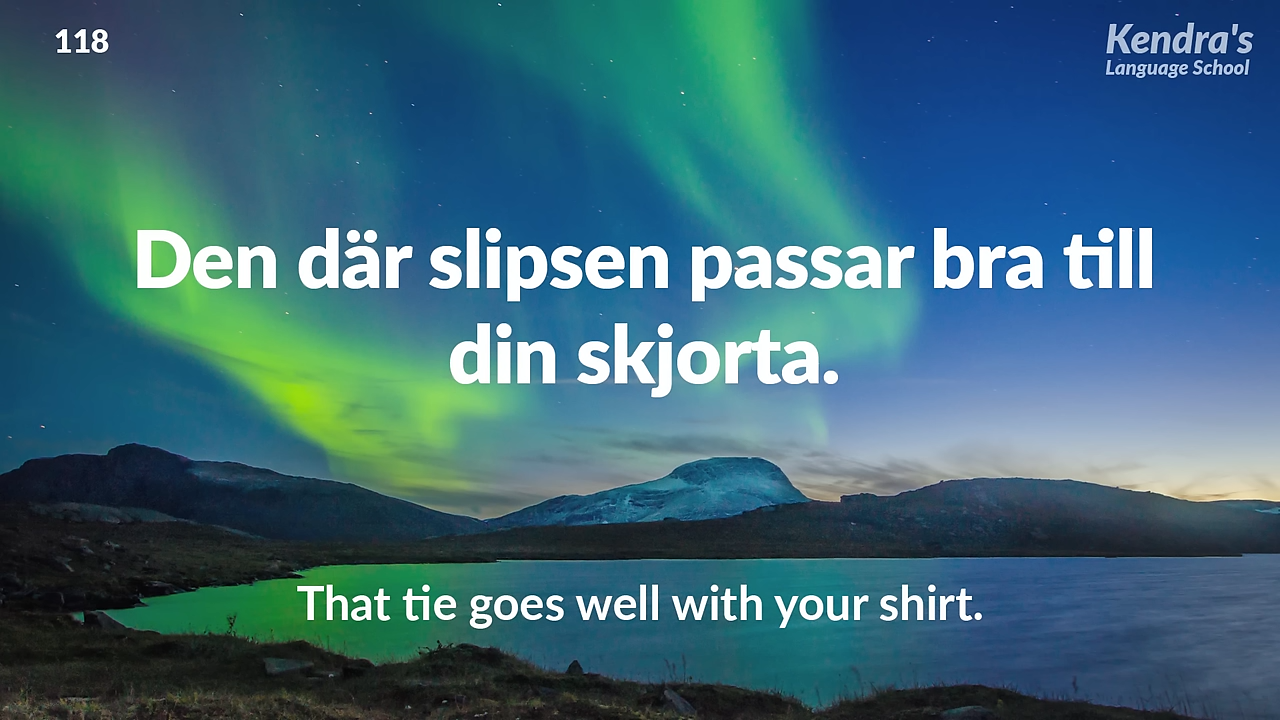 118
Kendra's
Language School
Den där slipsen passar bra till
din skjorta.
That tie goes well with your shirt.